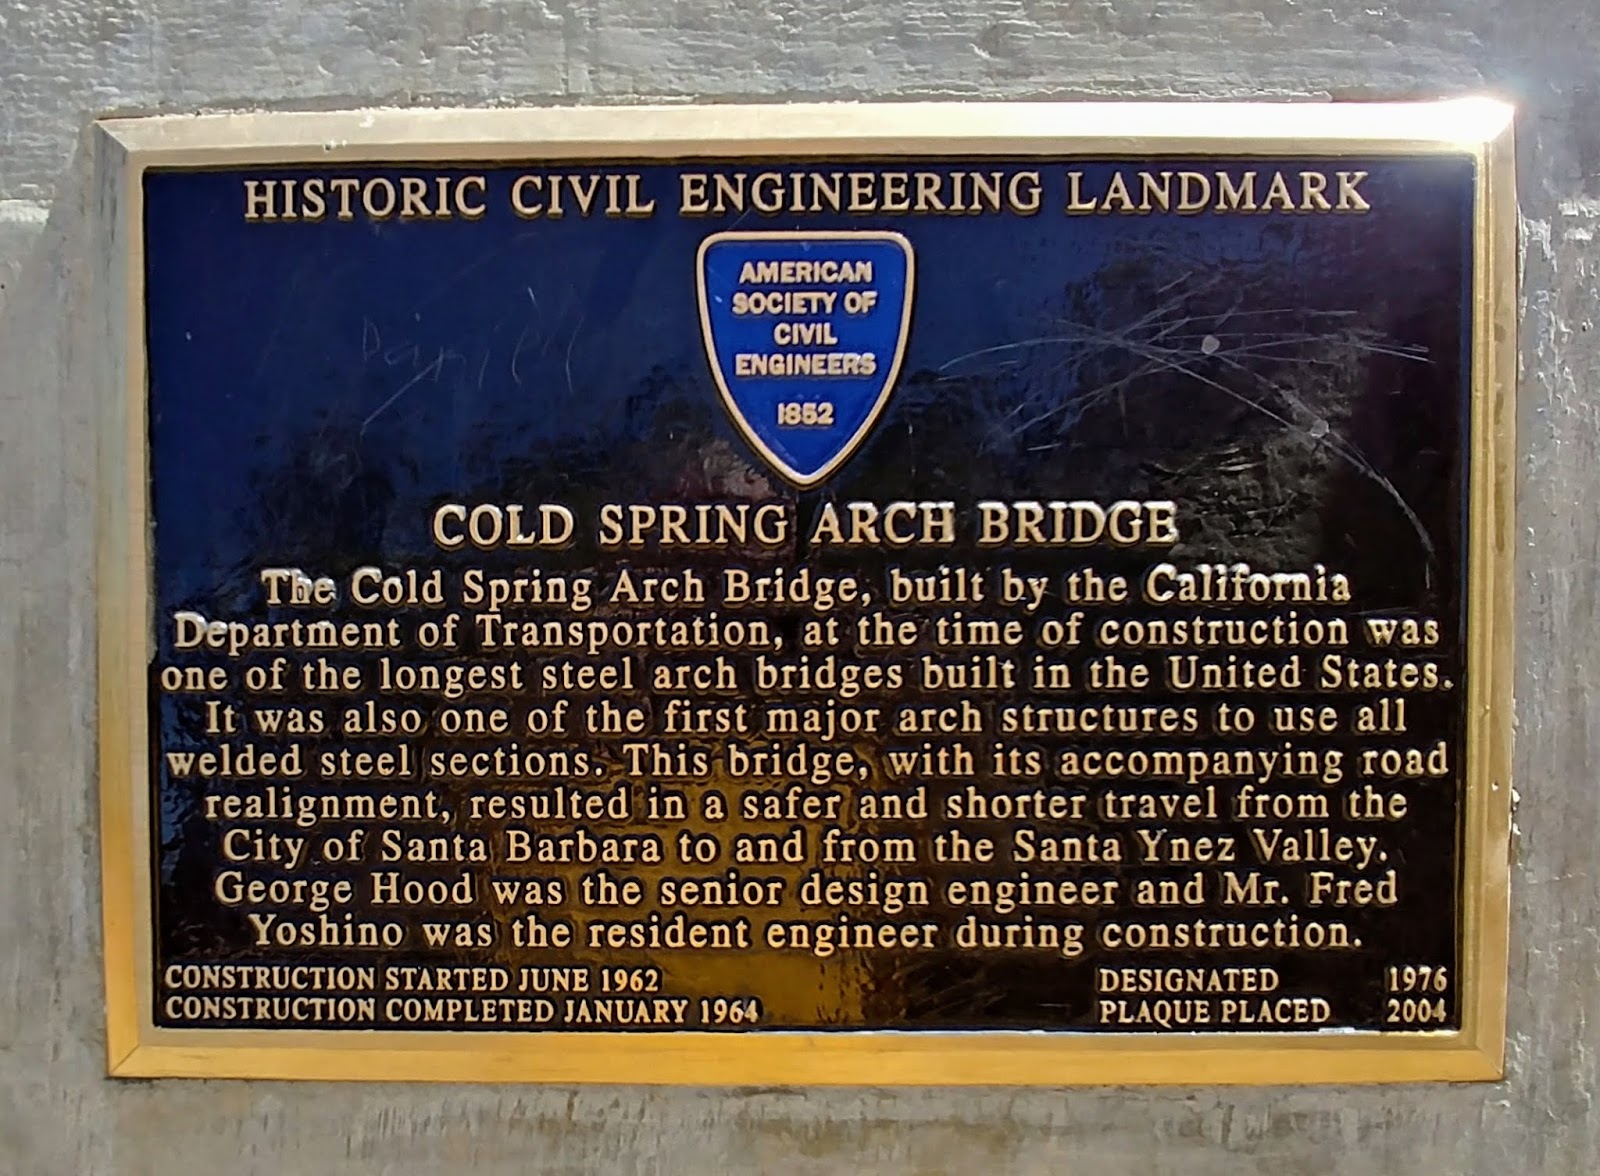 HISTORIC CIVIL ENGINEERING LANDMARK
AMERICAN
SOCIETY OF
CIVIL
ENGINEERS
1852
COLD SPRING ARCH BRIDGE
The Cold Spring Arch Bridge, built by the California
Department of Transportation, at the time of construction was
one of the longest steel arch bridges built in the United States.
It was also one of the first major arch structures to use all
welded steel sections. This bridge, with its accompanying road
realignment, resulted in a safer and shorter travel from the
City of Santa Barbara to and from the Santa Ynez Valley.
George Hood was the senior design engineer and Mr. Fred
Yoshino was the resident engineer during construction.
CONSTRUCTION STARTED JUNE 1962
CONSTRUCTION COMPLETED JANUARY 1964
DESIGNATED 1976
PLAQUE PLACED 2004